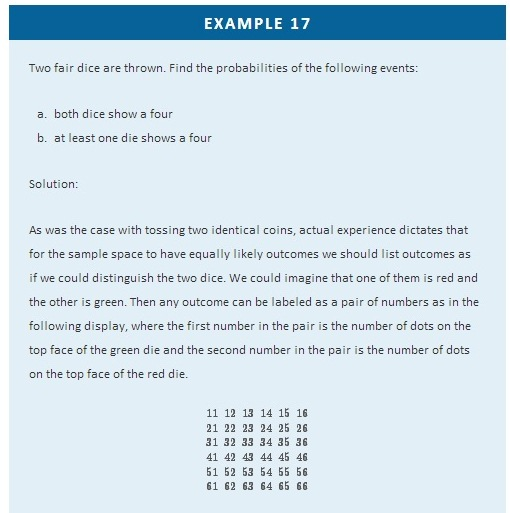 EXAMPLE 17
Two fair dice are thrown. Find the probabilities of the following events:
a. both dice show a four
b. at least one die shows a four
Solution:
As was the case with tossing two identical coins, actual experience dictates that
for the sample space to have equally likely outcomes we should list outcomes as
if we could distinguish the two dice. We could imagine that one of them is red and
the other is green. Then any outcome can be labeled as a pair of numbers as in the
following display, where the first number in the pair is the number of dots on the
top face of the green die and the second number in the pair is the number of dots
on the top face of the red die.
11 12 13 14 15 16
21 22 23 24 25 26
31 32 33 34 35 36
41 42 43 44 45 46
51 52 53 54 55 56
61 62 63 64 65 66